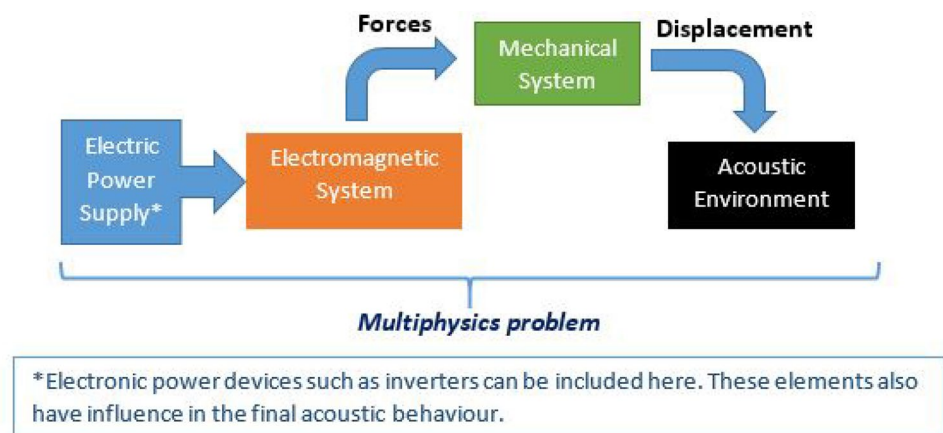 Forces
Mechanical
System
Displacement
Electric
Power
Supply*
Electromagnetic
System
Acoustic
Environment
Multiphysics problem
*Electronic power devices such as inverters can be included here. These elements also
have influence in the final acoustic behaviour.